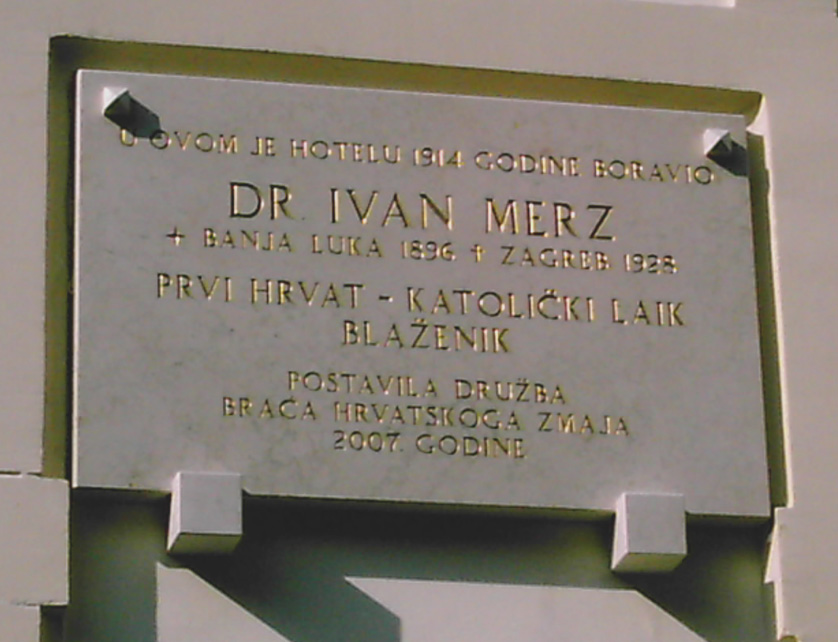 U OVOM JE HOTELU 1914 GODINE BORAVIO
DR IVAN MERZ
+ BANJA LUKA 1896 ✝ ZAGREB 1928
PRVI HRVAT - KATOLIČKI LAIK
BLAŽENIK
POSTAVILA DRUŽBA
BRAĆA HRVATSKOGA ZMAJA
2007. GODINE